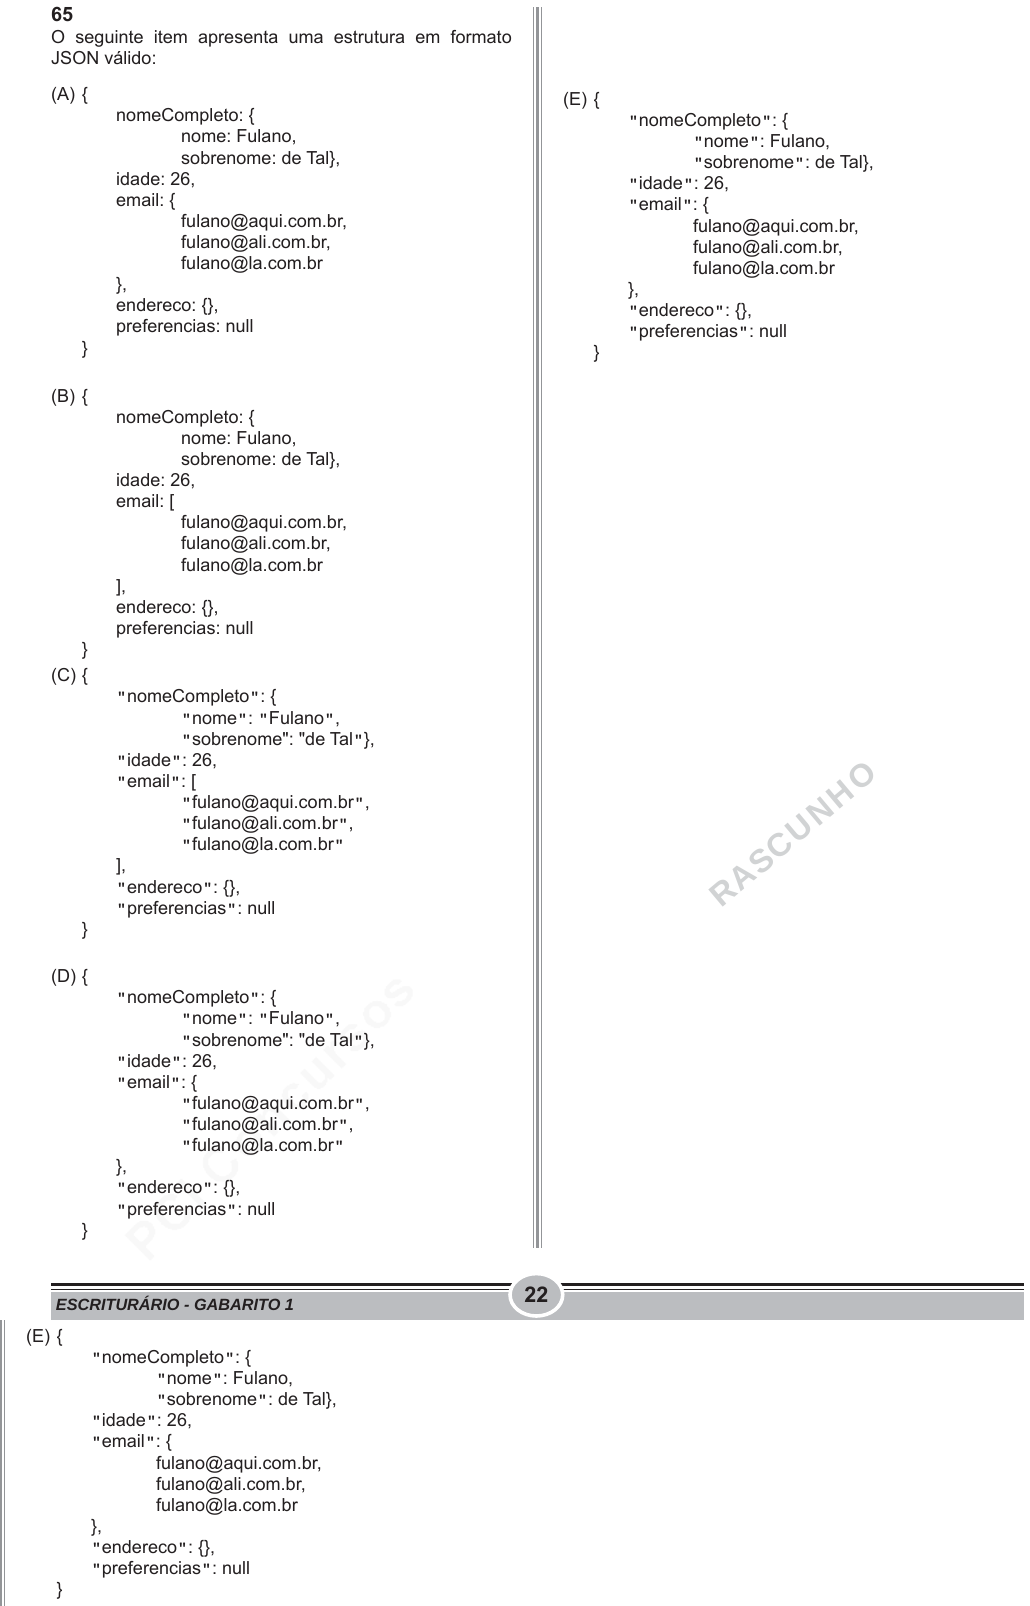 65
O seguinte item apresenta uma estrutura em formato
JSON válido:
(A) {
nomeCompleto: {
nome: Fulano,
sobrenome: de Tal},
idade: 26,
email: {
fulano@aqui.com.br,
fulano@ali.com.br,
fulano@la.com.br
},
endereco: {},
preferencias: null
}
(B) {
nomeCompleto: {
nome: Fulano,
sobrenome: de Tal},
idade: 26,
email: [
fulano@aqui.com.br,
fulano@ali.com.br,
fulano@la.com.br
],
endereco: {},
preferencias: null
}
(C) {
"nomeCompleto": {
"nome": "Fulano",
"sobrenome": "de Tal"},
"idade": 26,
"email": [
"fulano@aqui.com.br",
"fulano@ali.com.br",
"fulano@la.com.br"
],
"endereco": {},
"preferencias": null
}
(D) {
"nomeCompleto": {
"nome": "Fulano",
"sobrenome": "de Tal"},
"idade": 26,
"email": {
"fulano@aqui.com.br",
"fulano@ali.com.br",
"fulano@la.com.br"
},
"endereco": {},
"preferencias": null
}
(E) {
"nomeCompleto": {
"nome": Fulano,
"sobrenome": de Tal},
"idade": 26,
"email": {
fulano@aqui.com.br,
fulano@ali.com.br,
fulano@la.com.br
},
"endereco": {},
"preferencias": null
}
RASCUNHO
22
ESCRITURÁRIO - GABARITO 1
(E) {
"nomeCompleto": {
"nome": Fulano,
"sobrenome": de Tal},
"idade": 26,
"email": {
fulano@aqui.com.br,
fulano@ali.com.br,
fulano@la.com.br
},
"endereco": {},
"preferencias": null
}